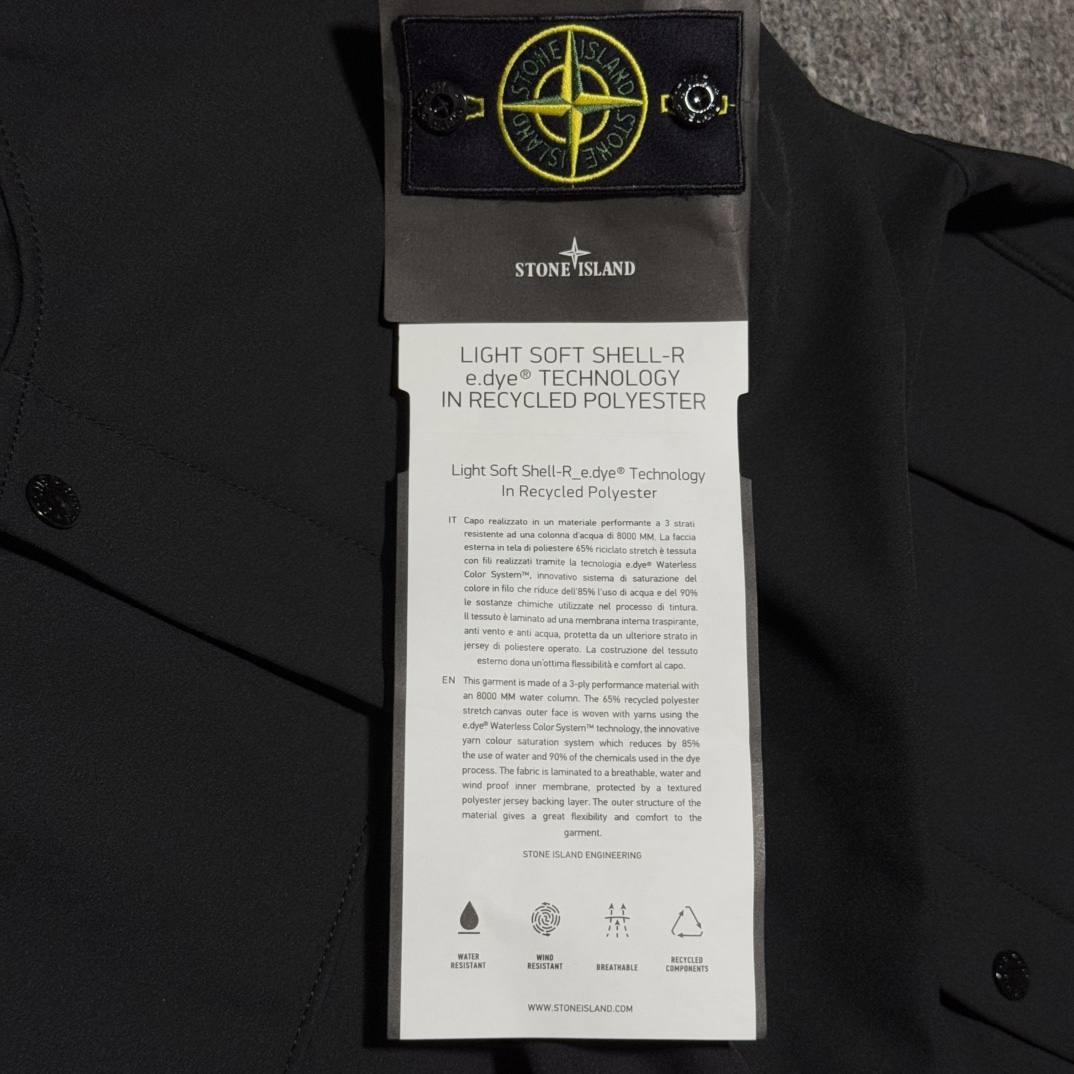 STONE ISLAND STONE ISLAND
STONE ISLAND
LIGHT SOFT SHELL-R
e.dye® TECHNOLOGY
IN RECYCLED POLYESTER
Light Soft Shell-R_e.dye® Technology
In Recycled Polyester
IT Capo realizzato in un materiale performante a 3 strati
resistente ad una colonna d'acqua di 8000 MM. La faccia
esterna in tela di poliestere 65% riciclato stretch è tessuta
con fili realizzati tramite la tecnologia e.dye® Waterless
Color System™, innovativo sistema di saturazione del
colore in filo che riduce dell'85% l'uso di acqua e del 90%
le sostanze chimiche utilizzate nel processo di tintura.
Il tessuto è laminato ad una membrana interna traspirante,
anti vento e anti acqua, protetta da un ulteriore strato in
jersey di poliestere operato. La costruzione del tessuto
esterno dona un'ottima flessibilità e comfort al capo.
EN This garment is made of a 3-ply performance material with
an 8000 MM water column. The 65% recycled polyester
stretch canvas outer face is woven with yarns using the
e.dye® Waterless Color System™ technology, the innovative
yarn colour saturation system which reduces by 85%
the use of water and 90% of the chemicals used in the dye
process. The fabric is laminated to a breathable, water and
wind proof inner membrane, protected by a textured
polyester jersey backing layer. The outer structure of the
material gives a great flexibility and comfort to the
garment.
STONE ISLAND ENGINEERING
WATER
RESISTANT
WIND
RESISTANT
BREATHABLE
RECYCLED
COMPONENTS
WWW.STONEISLAND.COM